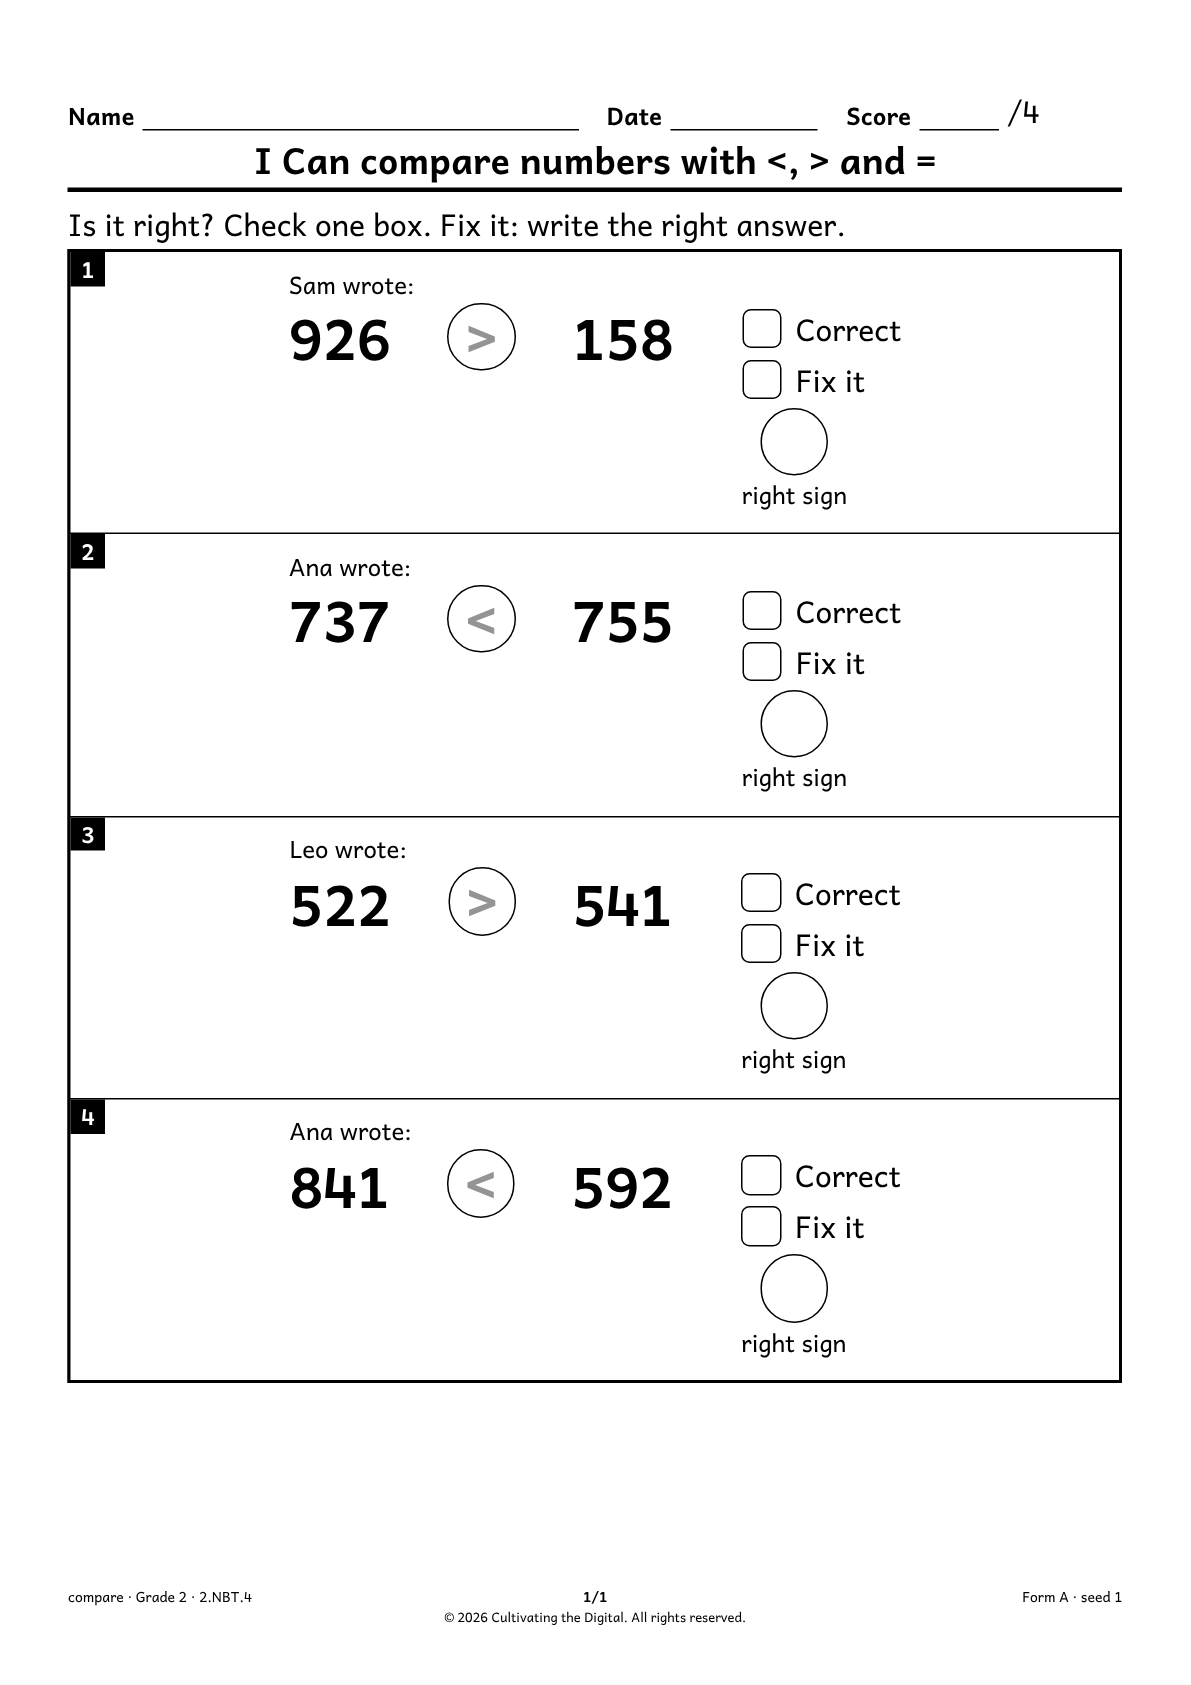 Name Date Score /4
I Can compare numbers with <, > and =
Is it right? Check one box. Fix it: write the right answer.
1
Sam wrote:
926 > 158
Correct
Fix it
right sign
2
Ana wrote:
737 < 755
Correct
Fix it
right sign
3
Leo wrote:
522 > 541
Correct
Fix it
right sign
4
Ana wrote:
841 < 592
Correct
Fix it
right sign
compare · Grade 2 · 2.NBT.4 1/1 Form A · seed 1
© 2026 Cultivating the Digital. All rights reserved.